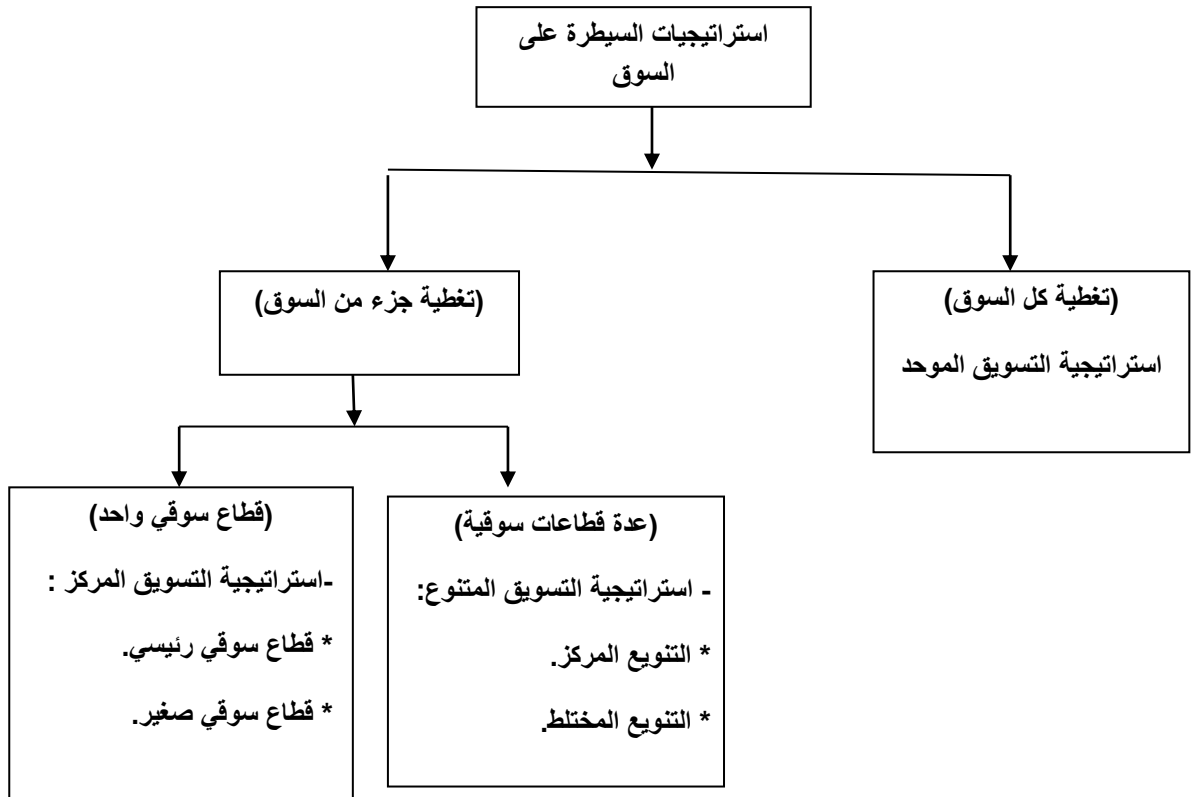 استراتيجيات السيطرة على
السوق
(تغطية كل السوق)
استراتيجية التسويق الموحد
(تغطية جزء من السوق)
(عدة قطاعات سوقية)
- استراتيجية التسويق المتنوع:
* التنويع المركز.
* التنويع المختلط.
(قطاع سوقي واحد)
-استراتيجية التسويق المركز :
* قطاع سوقي رئيسي.
* قطاع سوقي صغير.